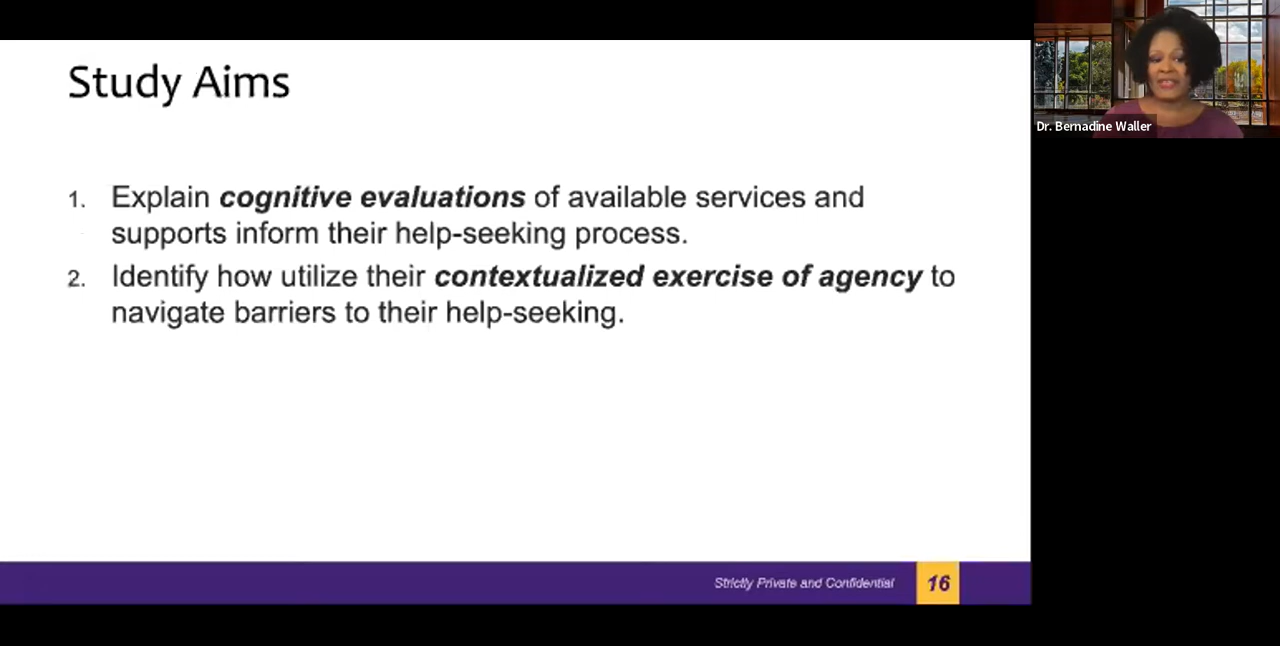 Study Aims
Dr. Bernadine Waller
1. Explain cognitive evaluations of available services and
supports inform their help-seeking process.
2. Identify how utilize their contextualized exercise of agency to
navigate barriers to their help-seeking.
Strictly Private and Confidential
16